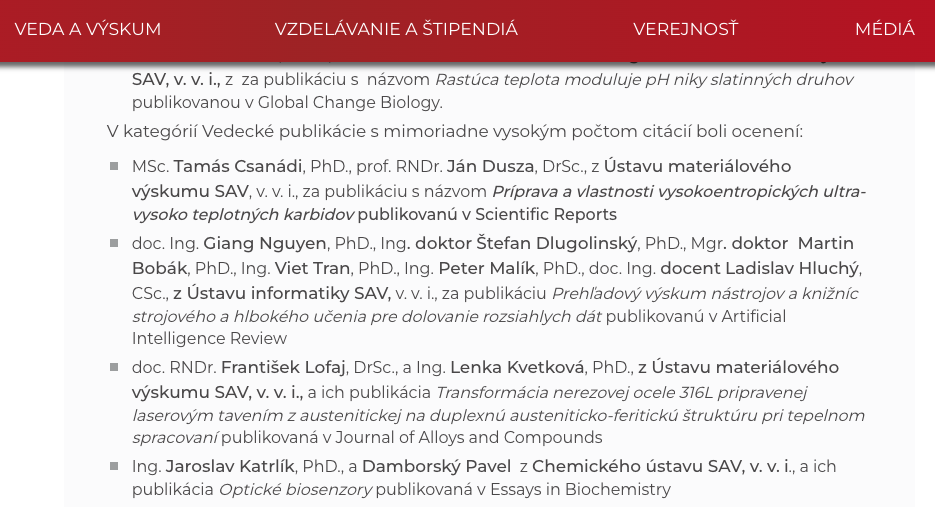 VEDA A VÝSKUM VZDELÁVANIE A ŠTIPENDIÁ VEREJNOSŤ MÉDIÁ
SAV, v. v. i., z  za publikáciu s  názvom Rastúca teplota moduluje pH niky slatinných druhov
publikovanou v Global Change Biology.
V kategórií Vedecké publikácie s mimoriadne vysokým počtom citácií boli ocenení:
MSc. Tamás Csanádi, PhD., prof. RNDr. Ján Dusza, DrSc., z Ústavu materiálového
výskumu SAV, v. v. i., za publikáciu s názvom Príprava a vlastnosti vysokoentropických ultra-
vysoko teplotných karbidov publikovanú v Scientific Reports
doc. Ing. Giang Nguyen, PhD., Ing. doktor Štefan Dlugolinský, PhD., Mgr. doktor  Martin
Bobák, PhD., Ing. Viet Tran, PhD., Ing. Peter Malík, PhD., doc. Ing. docent Ladislav Hluchý,
CSc., z Ústavu informatiky SAV, v. v. i., za publikáciu Prehľadový výskum nástrojov a knižníc
strojového a hlbokého učenia pre dolovanie rozsiahlych dát publikovanú v Artificial
Intelligence Review
doc. RNDr. František Lofaj, DrSc., a Ing. Lenka Kvetková, PhD., z Ústavu materiálového
výskumu SAV, v. v. i., a ich publikácia Transformácia nerezovej ocele 316L pripravenej
laserovým tavením z austenitickej na duplexnú austeniticko-feritickú štruktúru pri tepelnom
spracovaní publikovaná v Journal of Alloys and Compounds
Ing. Jaroslav Katrlík, PhD., a Damborský Pavel  z Chemického ústavu SAV, v. v. i., a ich
publikácia Optické biosenzory publikovaná v Essays in Biochemistry